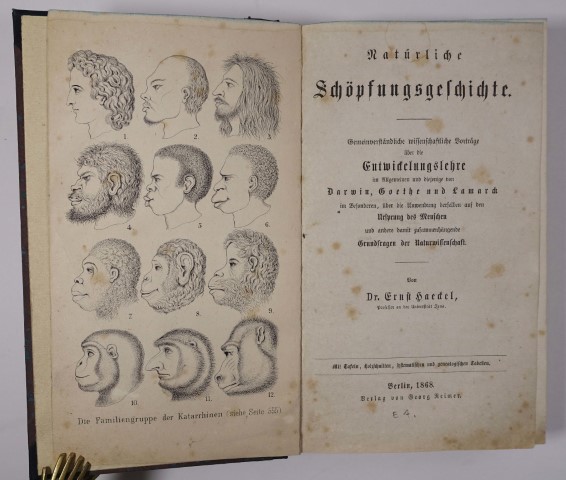 1.
2.
3.
4.
5.
6.
7.
8.
9.
10.
11.
12.
Die Familiengruppe der Katarrhinen (siehe Seite 555).
Natürliche
Schöpfungsgeschichte.
Gemeinverständliche wissenschaftliche Vorträge
über die
Entwickelungslehre
im Allgemeinen und diejenige von
Darwin, Goethe und Lamarck
im Besonderen, über die Anwendung derselben auf den
Ursprung des Menschen
und andere damit zusammenhängende
Grundfragen der Naturwissenschaft.
Von
Dr. Ernst Haeckel,
Professor an der Universität Jena.
Mit Tafeln, Holzschnitten, systematischen und genealogischen Tabellen.
Berlin, 1868.
Verlag von Georg Reimer.
E 4.